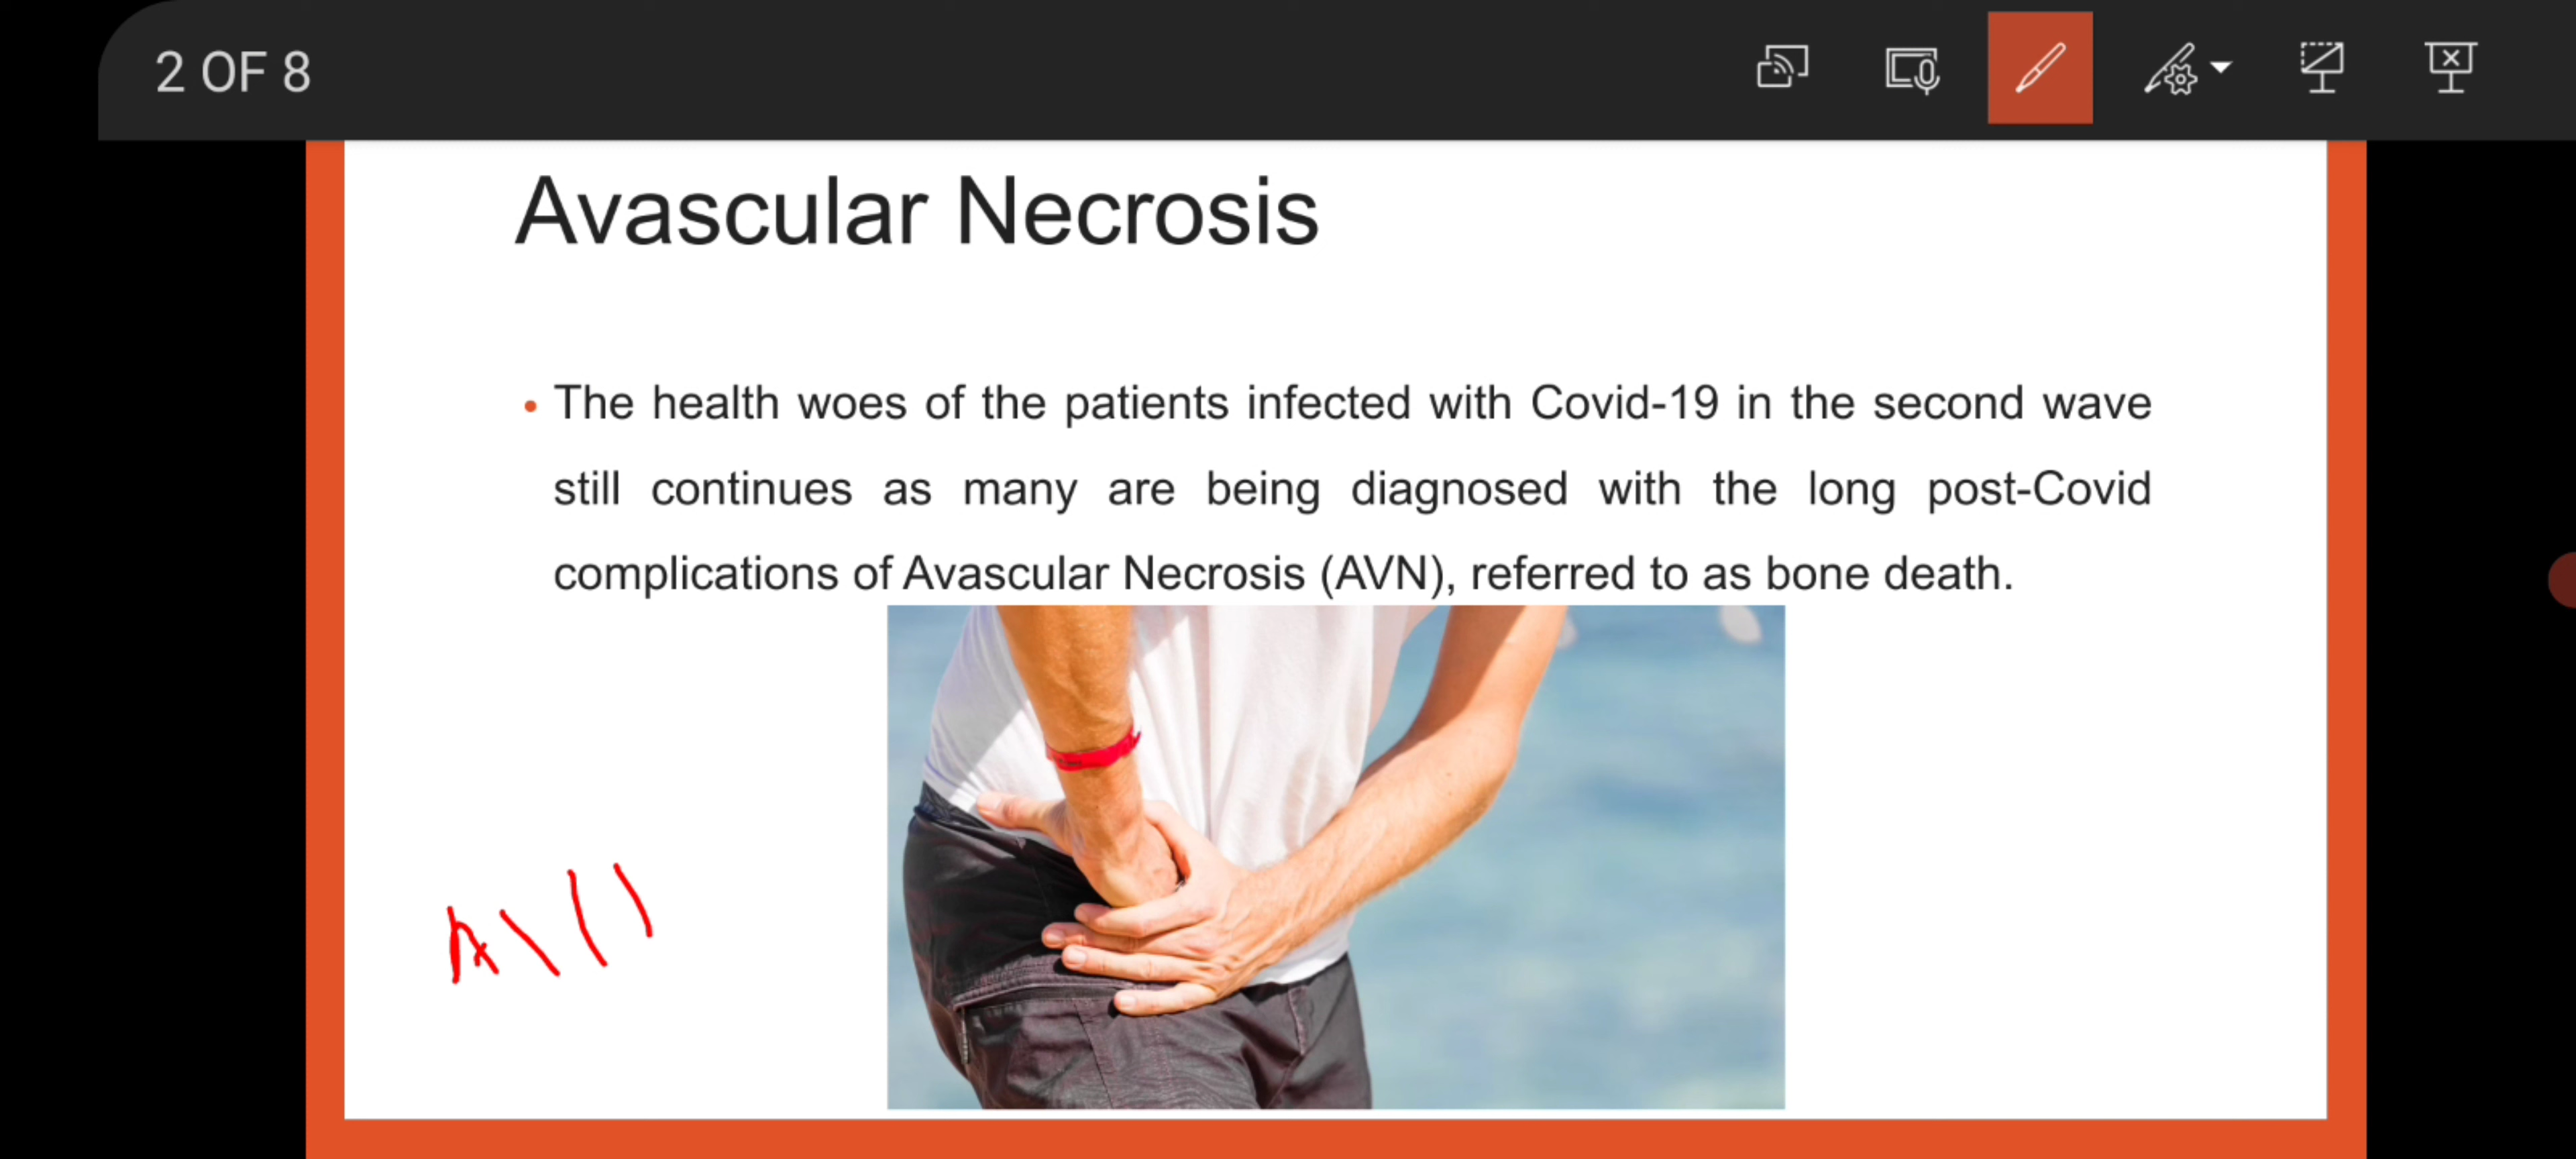 2 OF 8
Avascular Necrosis
• The health woes of the patients infected with Covid-19 in the second wave
still continues as many are being diagnosed with the long post-Covid
complications of Avascular Necrosis (AVN), referred to as bone death.